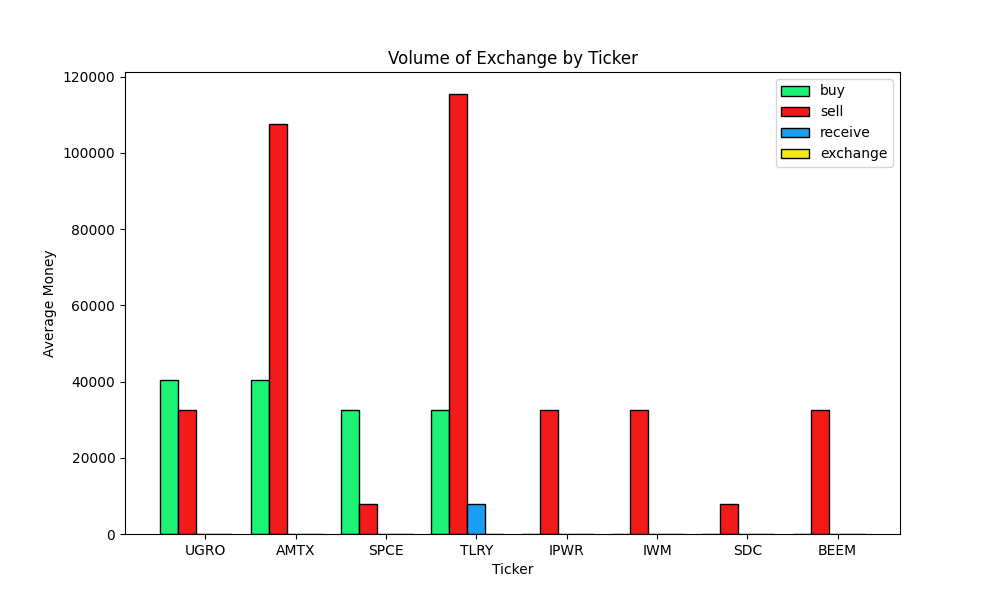 Volume of Exchange by Ticker
buy
sell
receive
exchange
120000
100000
80000
60000
40000
20000
0
Average Money
UGRO AMTX SPCE TLRY IPWR IWM SDC BEEM
Ticker